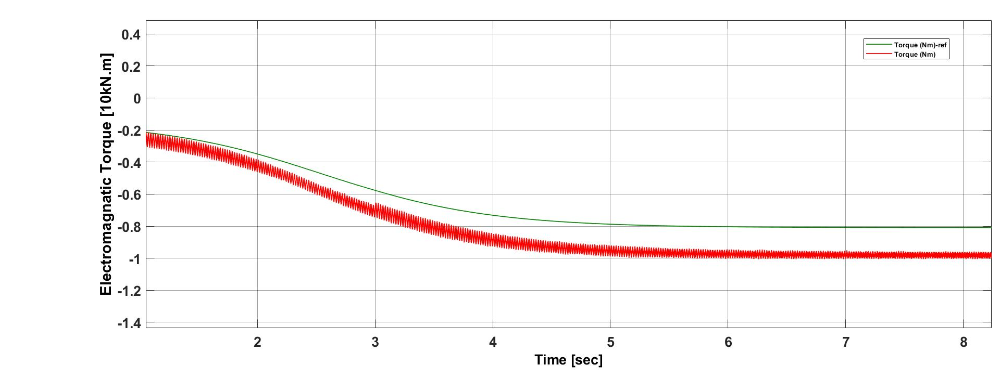 Electromagnatic Torque [10kN.m]
0.4
0.2
0
-0.2
-0.4
-0.6
-0.8
-1
-1.2
-1.4
Torque (Nm)-ref
Torque (Nm)
2 3 4 5 6 7 8
Time [sec]